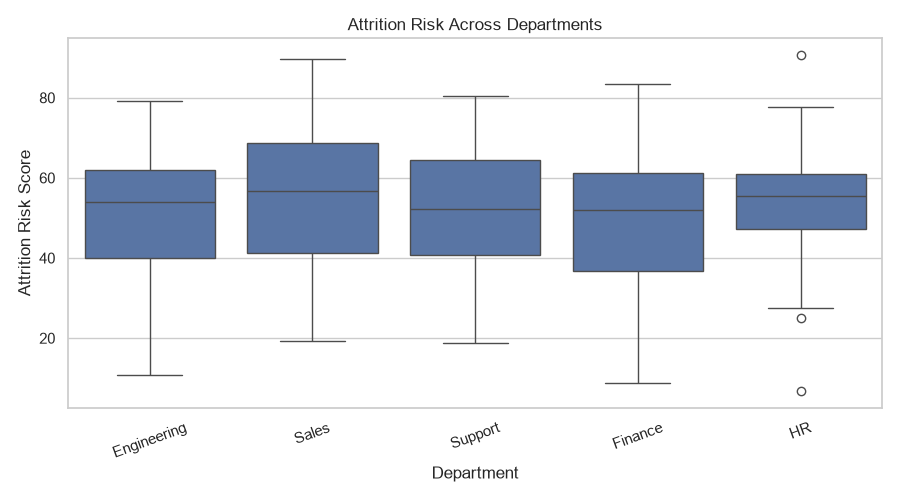 Attrition Risk Across Departments
Attrition Risk Score
80
60
40
20
Engineering
Sales
Support
Finance
HR
Department